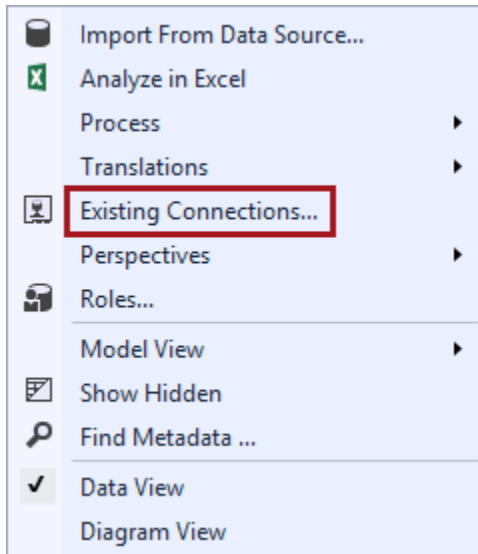 Import From Data Source...
Analyze in Excel
Process
Translations
Existing Connections...
Perspectives
Roles...
Model View
Show Hidden
Find Metadata ...
Data View
Diagram View